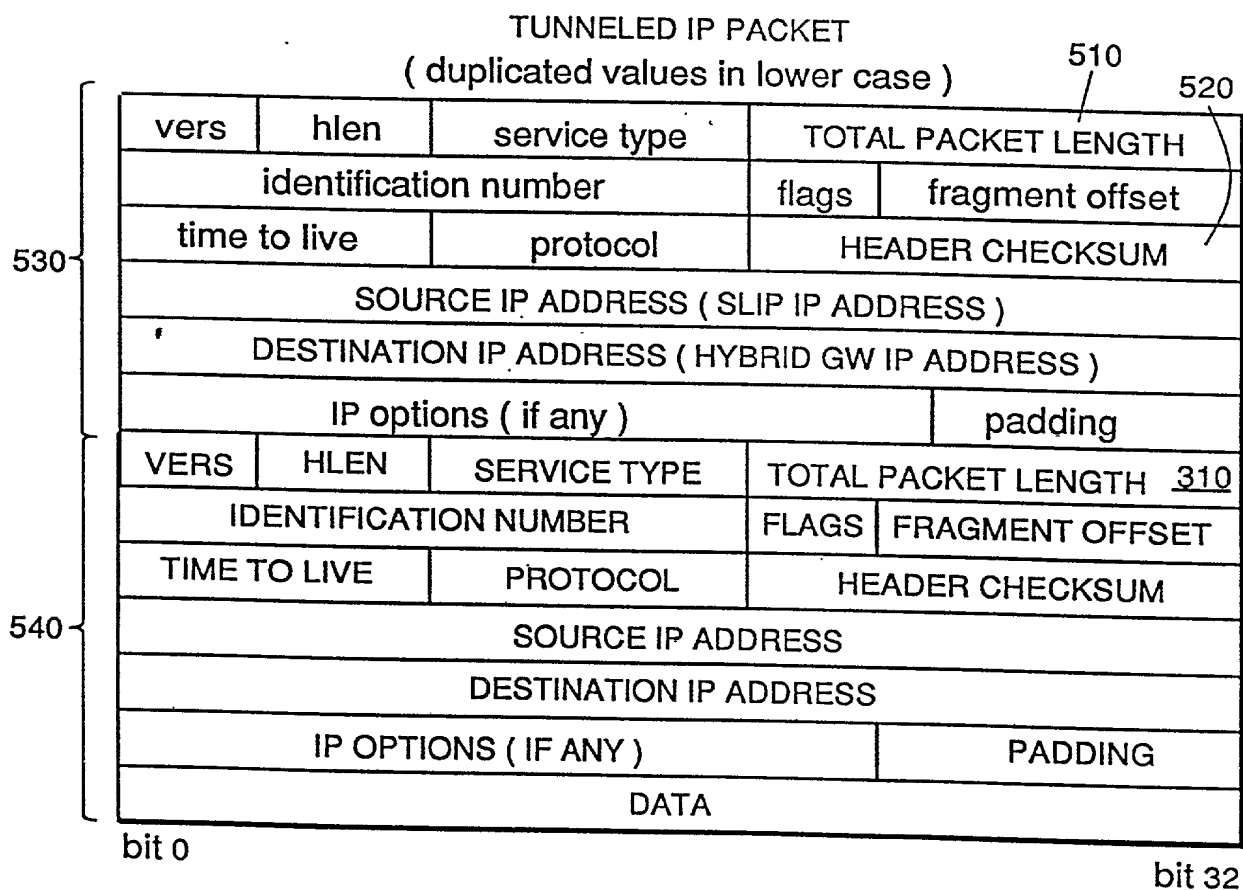 TUNNELED IP PACKET
( duplicated values in lower case )
510
520
vers hlen service type TOTAL PACKET LENGTH
identification number flags fragment offset
time to live protocol HEADER CHECKSUM
530
SOURCE IP ADDRESS ( SLIP IP ADDRESS )
DESTINATION IP ADDRESS ( HYBRID GW IP ADDRESS )
IP options ( if any ) padding
VERS HLEN SERVICE TYPE TOTAL PACKET LENGTH 310
IDENTIFICATION NUMBER FLAGS FRAGMENT OFFSET
TIME TO LIVE PROTOCOL HEADER CHECKSUM
540
SOURCE IP ADDRESS
DESTINATION IP ADDRESS
IP OPTIONS ( IF ANY ) PADDING
DATA
bit 0
bit 32